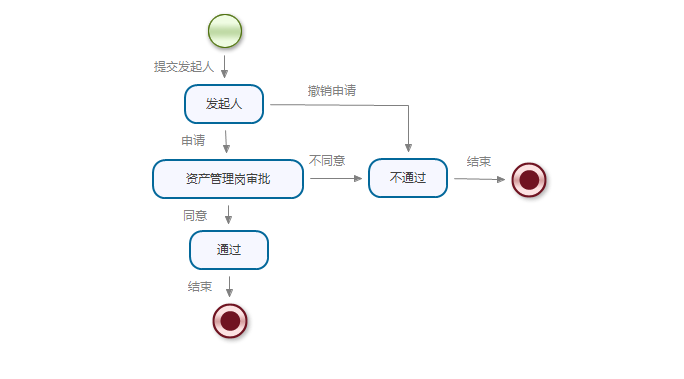 提交发起人
发起人
撤销申请
申请
资产管理岗审批
不同意
不通过
结束
同意
通过
结束